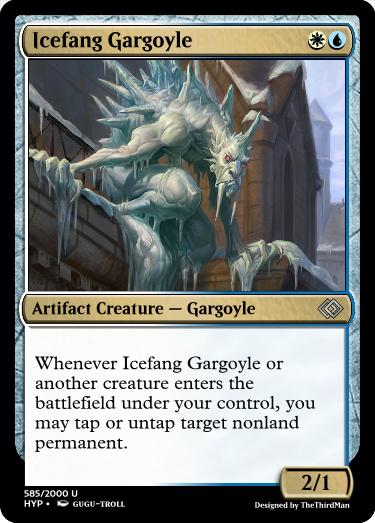 Icefang Gargoyle
Artifact Creature — Gargoyle
Whenever Icefang Gargoyle or
another creature enters the
battlefield under your control, you
may tap or untap target nonland
permanent.
2/1
585/2000 U
HYP • GUGU-TROLL
Designed by TheThirdMan